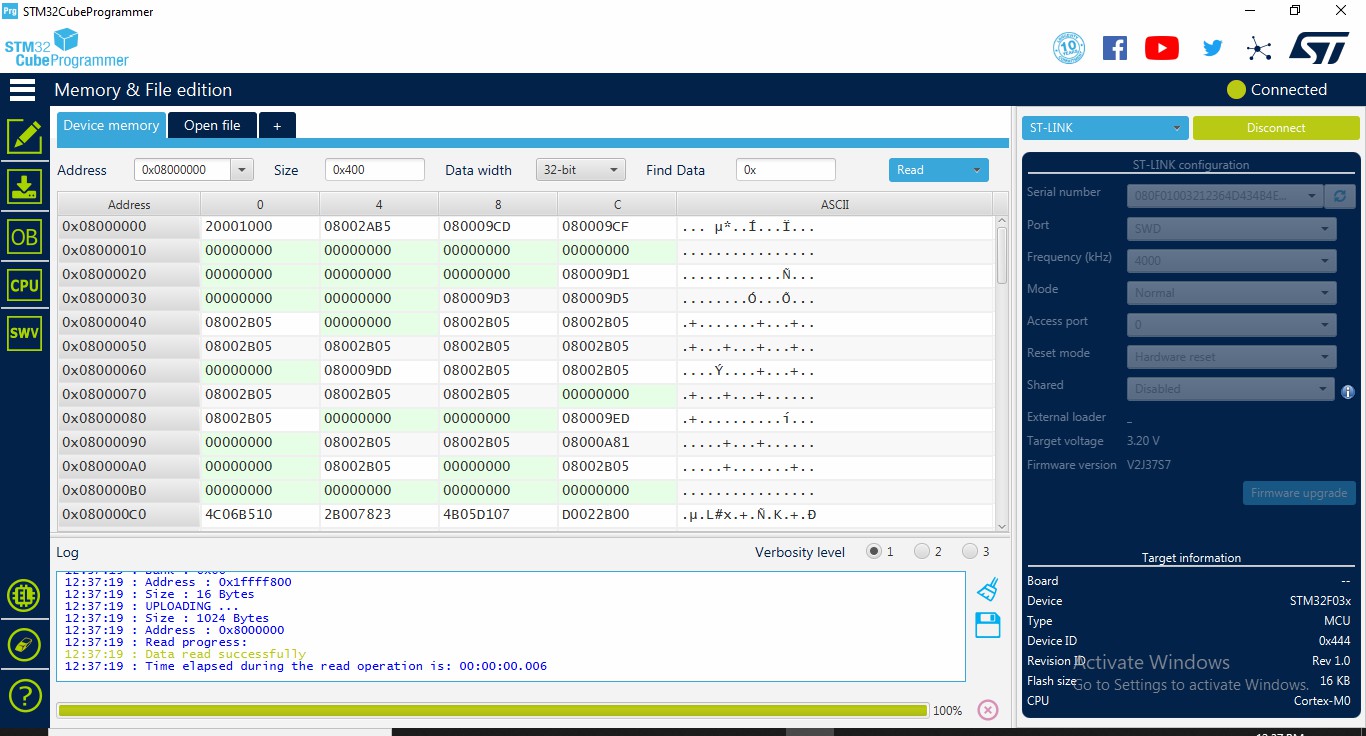 Prg STM32CubeProgrammer
STM32
CubeProgrammer
10 YEARS
Memory & File edition
Connected
Device memory Open file +
Address 0x08000000 Size 0x400 Data width 32-bit Find Data 0x Read
Address 0 4 8 C ASCII
0x08000000 20001000 08002AB5 080009CD 080009CF ... µ*..Í...Ï...
0x08000010 00000000 00000000 00000000 00000000 ................
0x08000020 00000000 00000000 00000000 080009D1 ............Ñ...
0x08000030 00000000 00000000 080009D3 080009D5 ........Ó...Õ...
0x08000040 08002B05 00000000 08002B05 08002B05 .+.......+...+..
0x08000050 08002B05 08002B05 08002B05 08002B05 .+...+...+...+..
0x08000060 00000000 080009DD 08002B05 08002B05 ....Ý....+...+..
0x08000070 08002B05 08002B05 08002B05 00000000 .+...+...+......
0x08000080 08002B05 00000000 00000000 080009ED .+..........í...
0x08000090 00000000 08002B05 08002B05 08000A81 .....+...+......
0x080000A0 00000000 08002B05 00000000 08002B05 .....+.......+..
0x080000B0 00000000 00000000 00000000 00000000 ................
0x080000C0 4C06B510 2B007823 4B05D107 D0022B00 .µ.L#x.+.Ñ.K.+.Ð
Log Verbosity level 1 2 3
12:37:19 : Address : 0x1ffff800
12:37:19 : Size : 16 Bytes
12:37:19 : UPLOADING ...
12:37:19 : Size : 1024 Bytes
12:37:19 : Address : 0x8000000
12:37:19 : Read progress:
12:37:19 : Data read successfully
12:37:19 : Time elapsed during the read operation is: 00:00:00.006
100%
OB
CPU
SWV
?
ST
ST-LINK Disconnect
ST-LINK configuration
Serial number 080F01003212364D434B4E...
Port SWD
Frequency (kHz) 4000
Mode Normal
Access port 0
Reset mode Hardware reset
Shared Disabled
External loader _
Target voltage 3.20 V
Firmware version V2J37S7
Firmware upgrade
Target information
Board --
Device STM32F03x
Type MCU
Device ID 0x444
Revision ID Rev 1.0
Flash size 16 KB
CPU Cortex-M0
Activate Windows
Go to Settings to activate Windows.